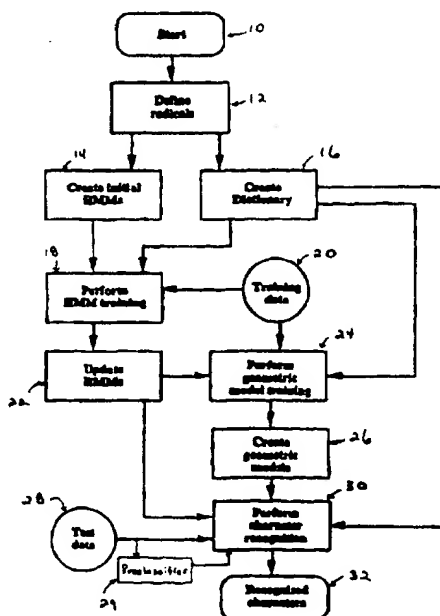 Start
10
Define
radicals
12
14
16
Create initial
HMMs
Create
Dictionary
18
20
Perform
HMM training
Training
data
24
Update
HMMs
22
Perform
geometric
model training
Create
geometric
models
26
28
30
Test
data
Perform
character
recognition
29
Recognized
characters
32